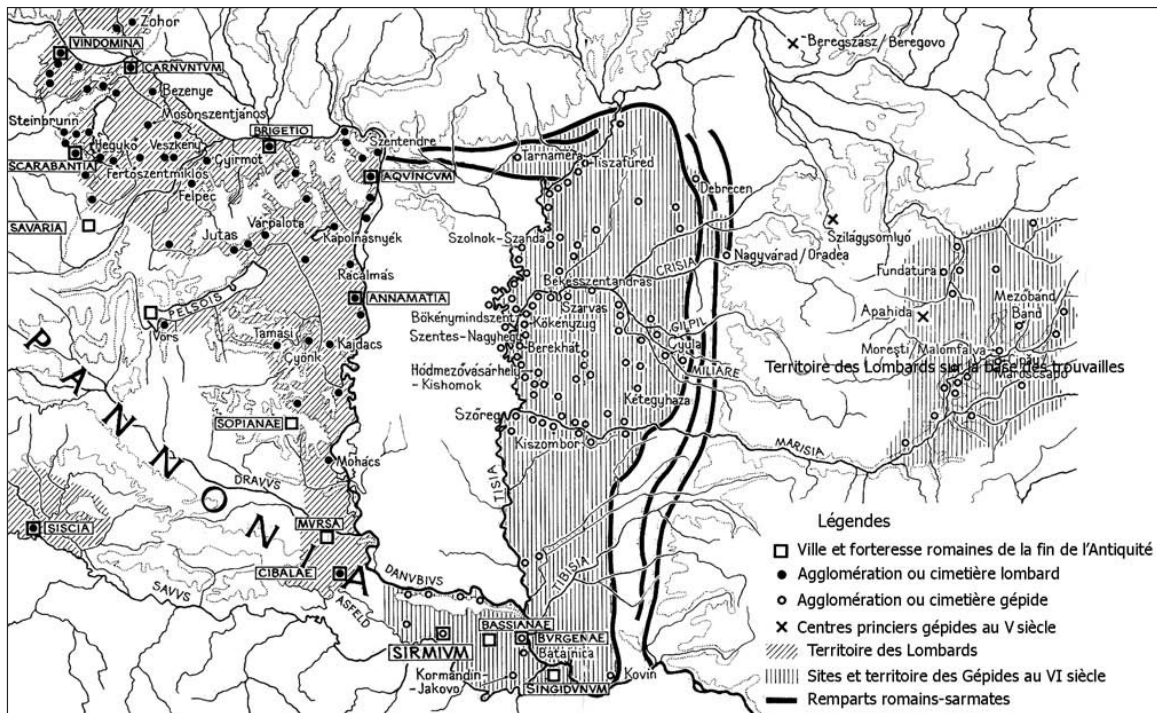 Zohor
VINDOMINA
CARNVNTVM
Beregszász/Beregovo
Bezenye
Mosonszentjános
Steinbrunn
BRIGETIO
Hegykő
Veszkény
Szentendre
SCARABANTIA
Gyirmót
Fertőszentmiklós
Tarnaméra
Tiszafüred
AQVINCVM
Felpéc
Debrecen
SAVARIA
Várpalota
Szilágysomlyó
Jutas
Kápolnásnyék
Szolnok-Szanda
Nagyvárad/Oradea
Rácalmás
CRISIA
Fundatura
Békésszentandrás
PELSOIS
ANNAMATIA
Szarvas
Mezőbánd
Band
Bökénymindszent
Kökényzug
GILPIL
Apahida
Vörs
Tamási
Szentes-Nagyhegy
Gyula
Kajdacs
Berekhát
Moreşti
Malomfalva
Gyönk
MILIARE
Cipău
Hódmezővásárhely
-Kishomok
Territoire des Lombards sur la base des trouvailles
Maroscsapó
Kétegyháza
Szőreg
SOPIANAE
Kiszombor
MARISIA
Mohács
TISIA
PANNONIA
DRAVVS
SISCIA
MVRSA
CIBALAE
TIBISIA
DANVBIVS
SAVVS
ASFELD
BASSIANAE
BVRGENAE
SIRMIVM
Batajnica
Kormándin-
-Jakovo
SINGIDVNVM
Kovin
Légendes
Ville et forteresse romaines de la fin de l'Antiquité
Agglomération ou cimetière lombard
Agglomération ou cimetière gépide
Centres princiers gépides au V siècle
Territoire des Lombards
Sites et territoire des Gépides au VI siècle
Remparts romains-sarmates